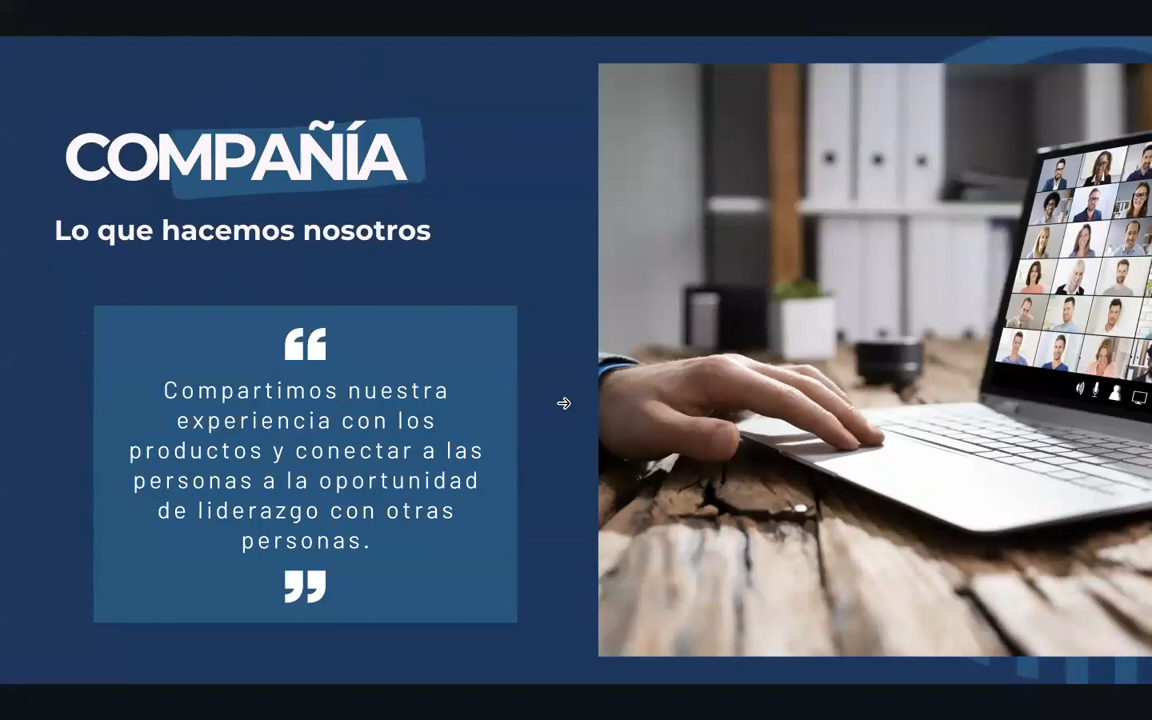 COMPAÑÍA
Lo que hacemos nosotros
“
Compartimos nuestra
experiencia con los
productos y conectar a las
personas a la oportunidad
de liderazgo con otras
personas.
”